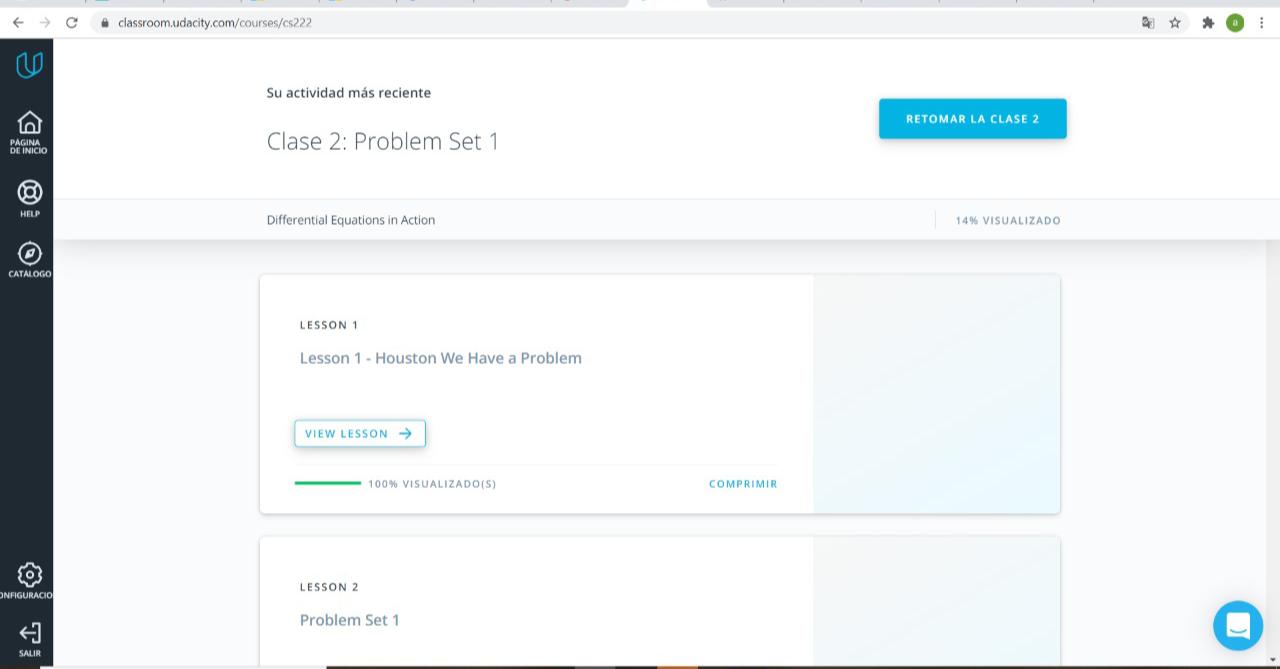 classroom.udacity.com/courses/cs222
a
Su actividad más reciente
RETOMAR LA CLASE 2
Clase 2: Problem Set 1
PÁGINA
DE INICIO
HELP
Differential Equations in Action
14% VISUALIZADO
CATÁLOGO
LESSON 1
Lesson 1 - Houston We Have a Problem
VIEW LESSON
100% VISUALIZADO(S)
COMPRIMIR
LESSON 2
Problem Set 1
ONFIGURACIO
SALIR